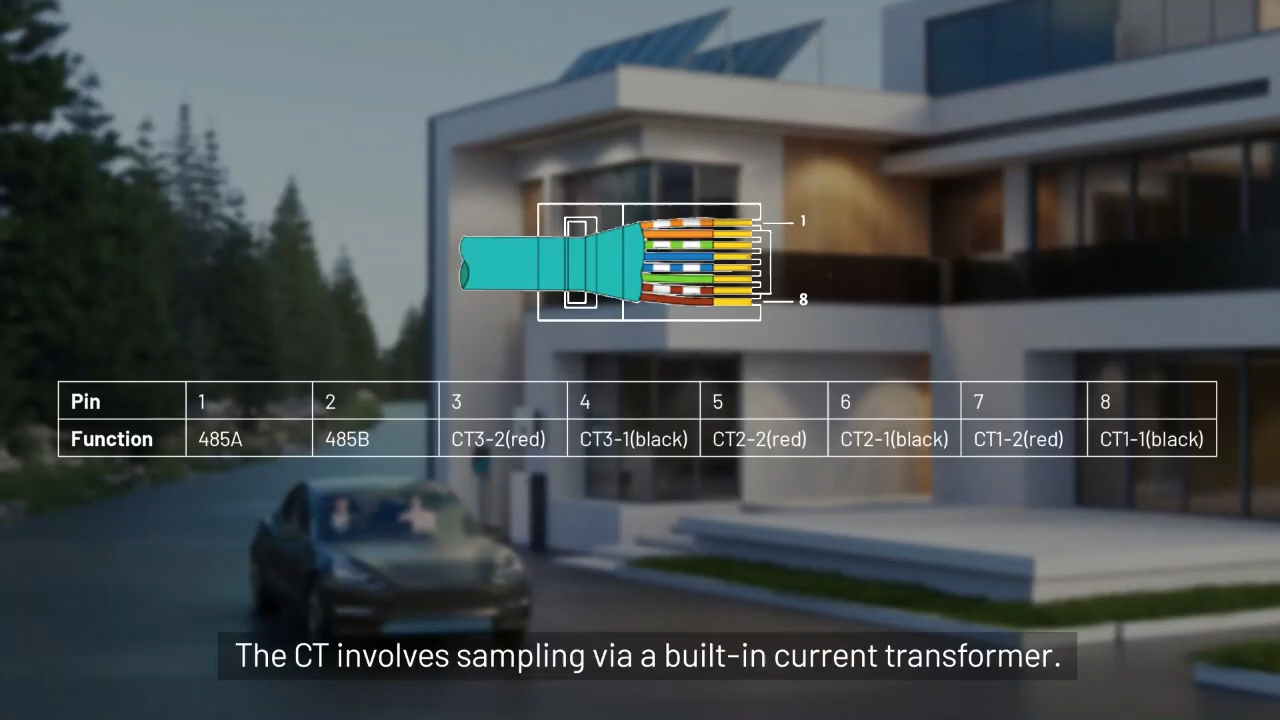 1
8
Pin 1 2 3 4 5 6 7 8
Function 485A 485B CT3-2(red) CT3-1(black) CT2-2(red) CT2-1(black) CT1-2(red) CT1-1(black)
The CT involves sampling via a built-in current transformer.